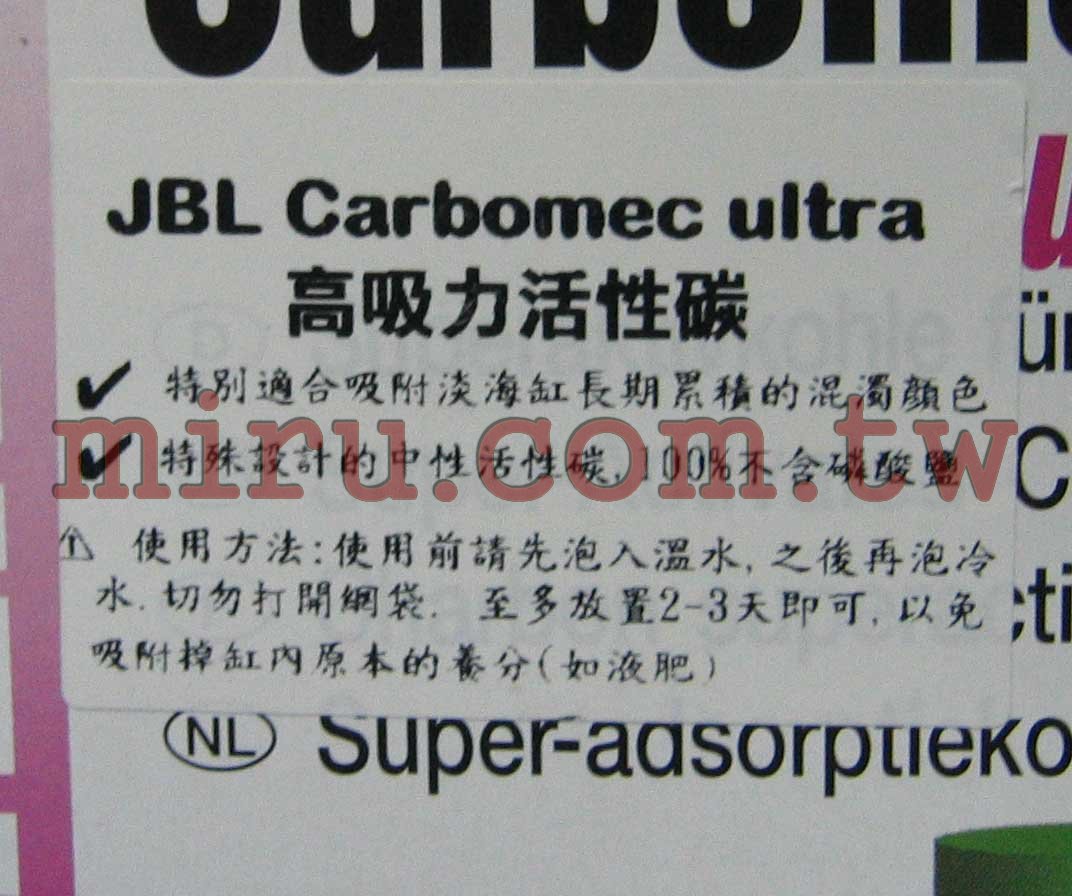 JBL Carbomec ultra
高吸力活性碳
✔ 特別適合吸附淡海缸長期累積的混濁顏色
miru.com.tw
✔ 特殊設計的中性活性碳,100%不含磷酸鹽
使用方法:使用前請先泡入溫水,之後再泡冷
水.切勿打開網袋. 至多放置2-3天即可,以免
吸附掉缸內原本的養分(如液肥)
NL Super-adsorptieko